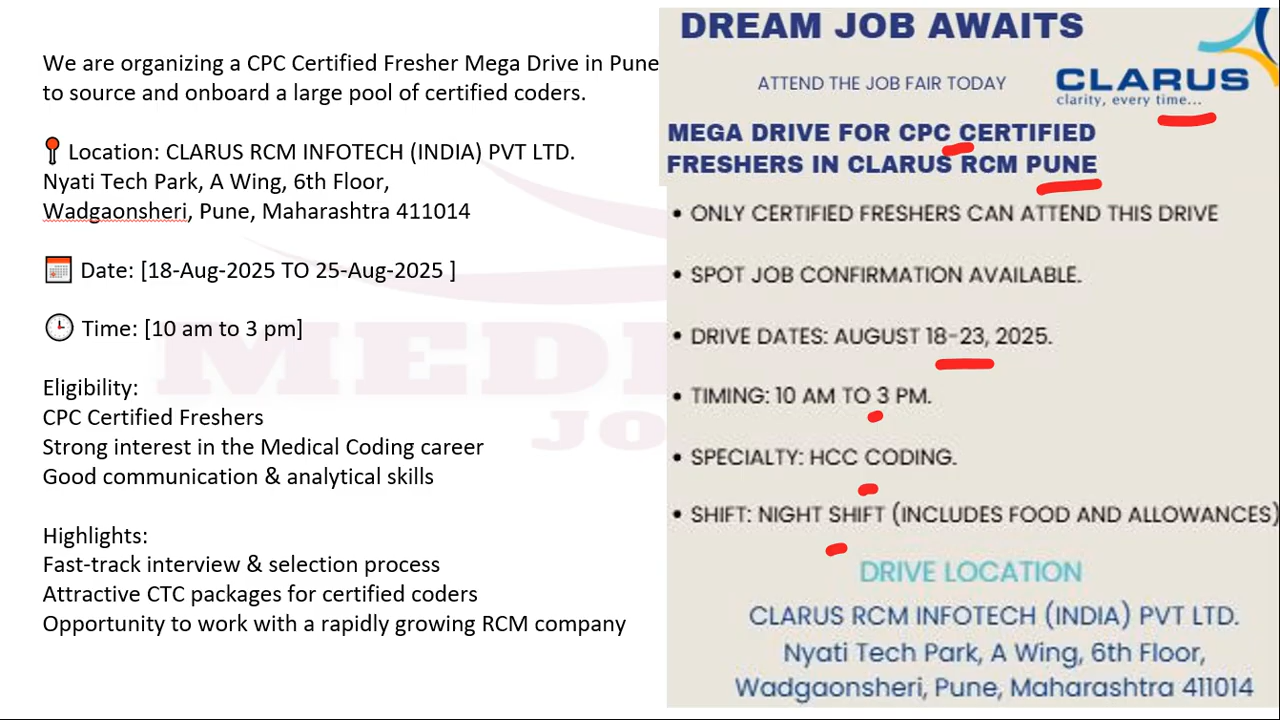 We are organizing a CPC Certified Fresher Mega Drive in Pune
to source and onboard a large pool of certified coders.
Location: CLARUS RCM INFOTECH (INDIA) PVT LTD.
Nyati Tech Park, A Wing, 6th Floor,
Wadgaonsheri, Pune, Maharashtra 411014
Date: [18-Aug-2025 TO 25-Aug-2025 ]
Time: [10 am to 3 pm]
Eligibility:
CPC Certified Freshers
Strong interest in the Medical Coding career
Good communication & analytical skills
Highlights:
Fast-track interview & selection process
Attractive CTC packages for certified coders
Opportunity to work with a rapidly growing RCM company
DREAM JOB AWAITS
ATTEND THE JOB FAIR TODAY
CLARUS
clarity, every time...
MEGA DRIVE FOR CPC CERTIFIED
FRESHERS IN CLARUS RCM PUNE
• ONLY CERTIFIED FRESHERS CAN ATTEND THIS DRIVE
• SPOT JOB CONFIRMATION AVAILABLE.
• DRIVE DATES: AUGUST 18-23, 2025.
• TIMING: 10 AM TO 3 PM.
• SPECIALTY: HCC CODING.
• SHIFT: NIGHT SHIFT (INCLUDES FOOD AND ALLOWANCES)
DRIVE LOCATION
CLARUS RCM INFOTECH (INDIA) PVT LTD.
Nyati Tech Park, A Wing, 6th Floor,
Wadgaonsheri, Pune, Maharashtra 411014